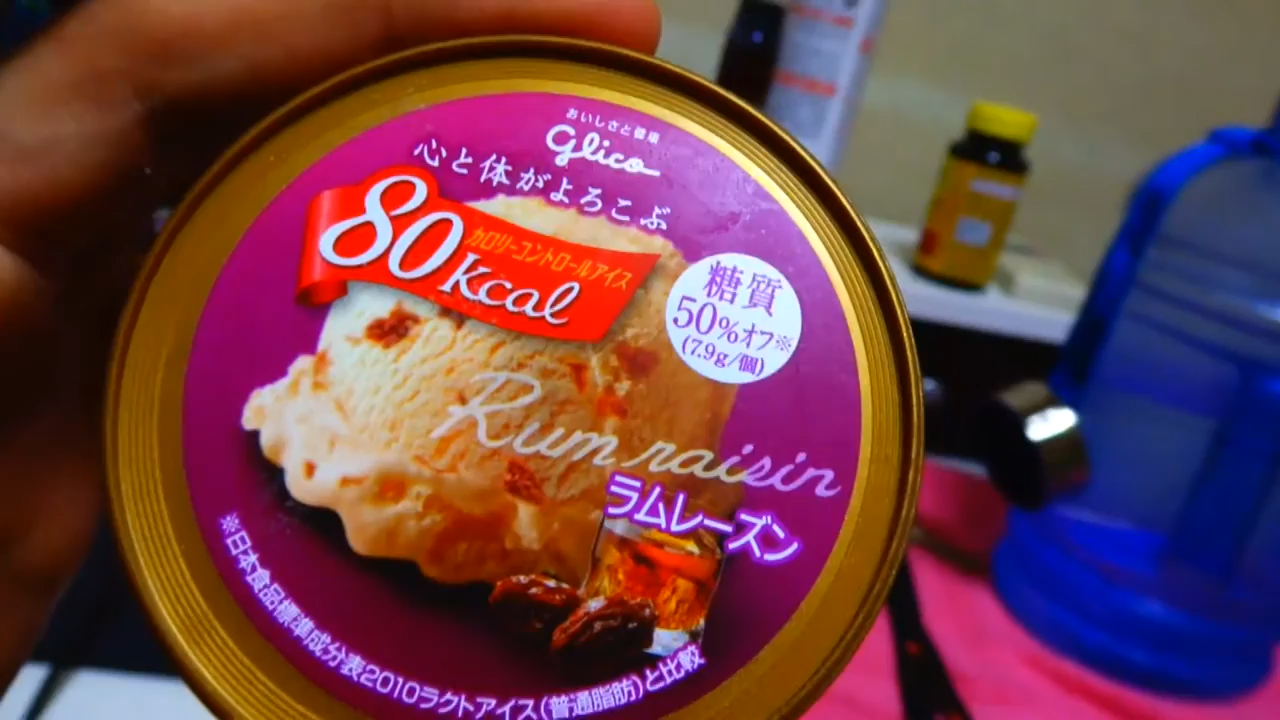 おいしさと健康
Glico
心と体がよろこぶ
80kcal
カロリーコントロールアイス
糖質
50%オフ※
(7.9g/個)
Rum raisin
ラムレーズン
※日本食品標準成分表2010ラクトアイス(普通脂肪)と比較